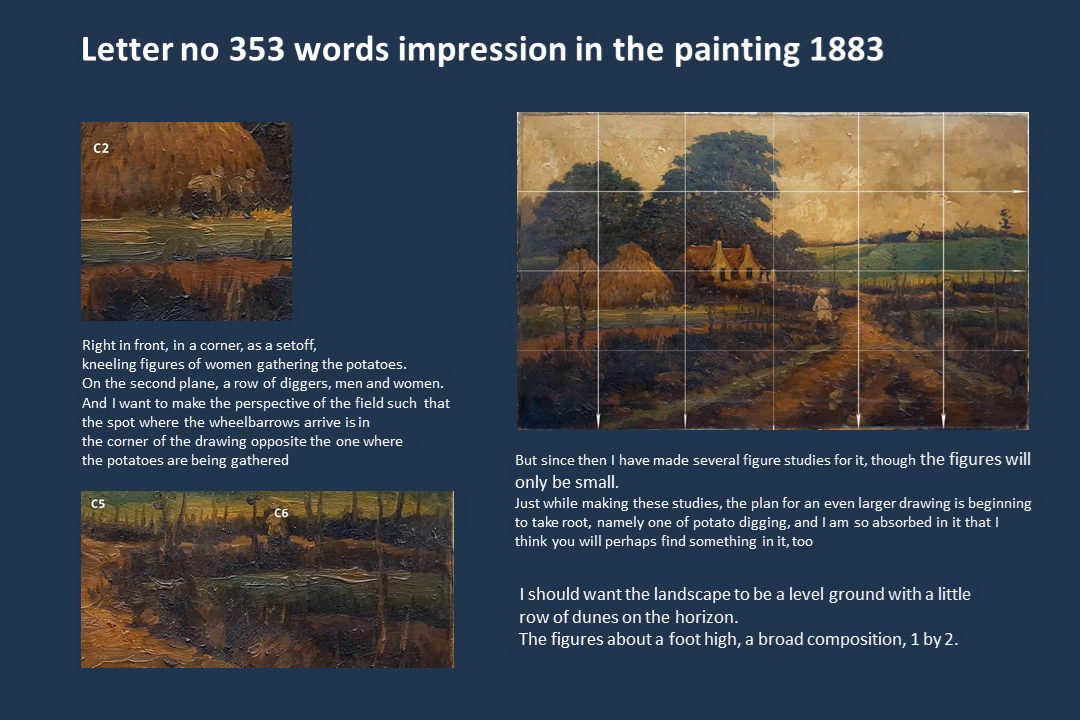 Letter no 353 words impression in the painting 1883
C2
Right in front, in a corner, as a setoff,
kneeling figures of women gathering the potatoes.
On the second plane, a row of diggers, men and women.
And I want to make the perspective of the field such that
the spot where the wheelbarrows arrive is in
the corner of the drawing opposite the one where
the potatoes are being gathered
C5
C6
But since then I have made several figure studies for it, though the figures will
only be small.
Just while making these studies, the plan for an even larger drawing is beginning
to take root, namely one of potato digging, and I am so absorbed in it that I
think you will perhaps find something in it, too
I should want the landscape to be a level ground with a little
row of dunes on the horizon.
The figures about a foot high, a broad composition, 1 by 2.